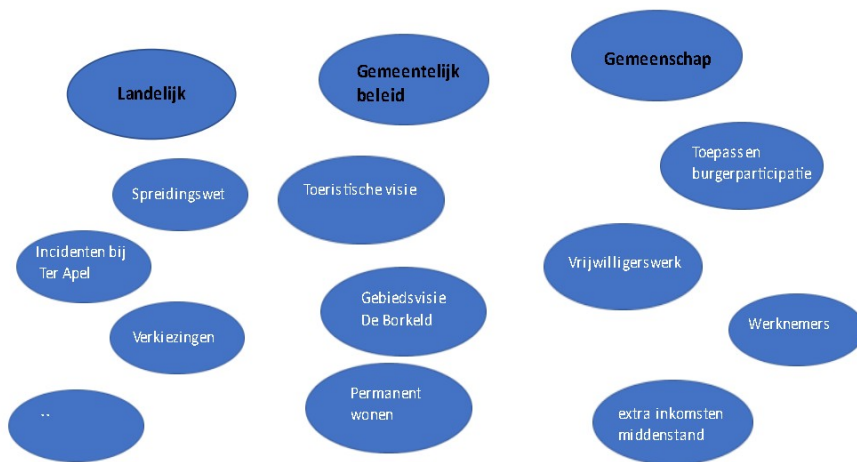 Landelijk
Spreidingswet
Incidenten bij
Ter Apel
Verkiezingen
..
Gemeentelijk
beleid
Toeristische visie
Gebiedsvisie
De Borkeld
Permanent
wonen
Gemeenschap
Toepassen
burgerparticipatie
Vrijwilligerswerk
Werknemers
extra inkomsten
middenstand